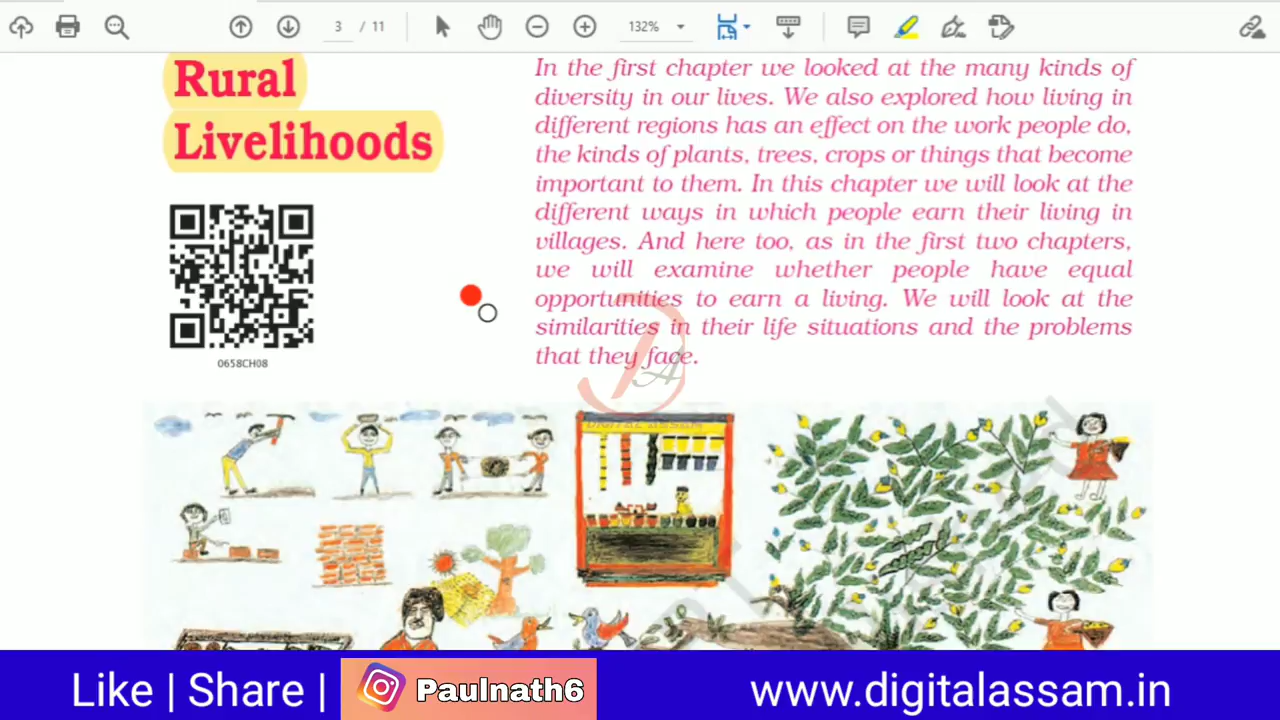 3 / 11
132%
Rural
Livelihoods
0658CH08
In the first chapter we looked at the many kinds of
diversity in our lives. We also explored how living in
different regions has an effect on the work people do,
the kinds of plants, trees, crops or things that become
important to them. In this chapter we will look at the
different ways in which people earn their living in
villages. And here too, as in the first two chapters,
we will examine whether people have equal
opportunities to earn a living. We will look at the
similarities in their life situations and the problems
that they face.
DIGITAL ASSAM
Like | Share | Paulnath6
www.digitalassam.in